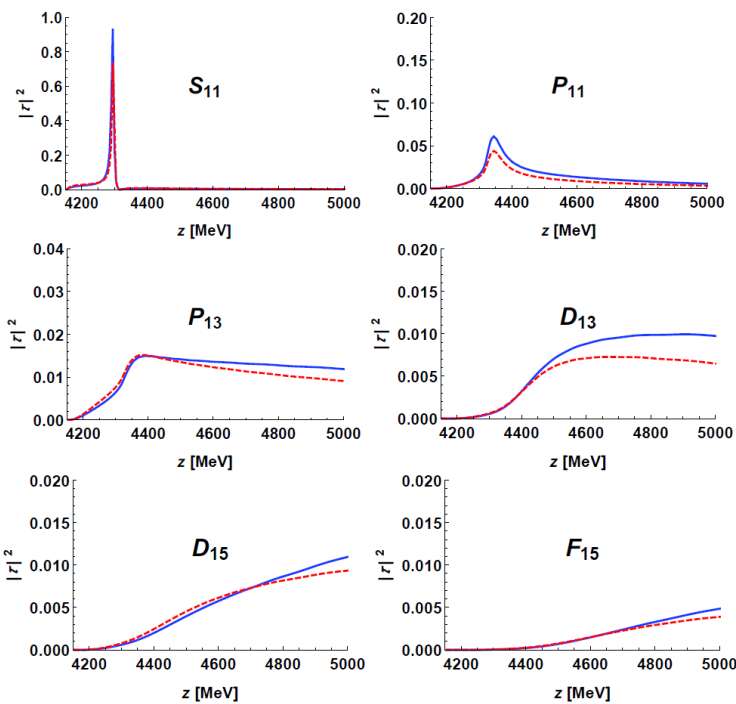 1.0
0.8
0.6
0.4
0.2
0.0
|τ|²
S₁₁
4200 4400 4600 4800 5000
z [MeV]
0.20
0.15
0.10
0.05
0.00
|τ|²
P₁₁
4200 4400 4600 4800 5000
z [MeV]
0.04
0.03
0.02
0.01
0.00
|τ|²
P₁₃
4200 4400 4600 4800 5000
z [MeV]
0.020
0.015
0.010
0.005
0.000
|τ|²
D₁₃
4200 4400 4600 4800 5000
z [MeV]
0.020
0.015
0.010
0.005
0.000
|τ|²
D₁₅
4200 4400 4600 4800 5000
z [MeV]
0.020
0.015
0.010
0.005
0.000
|τ|²
F₁₅
4200 4400 4600 4800 5000
z [MeV]